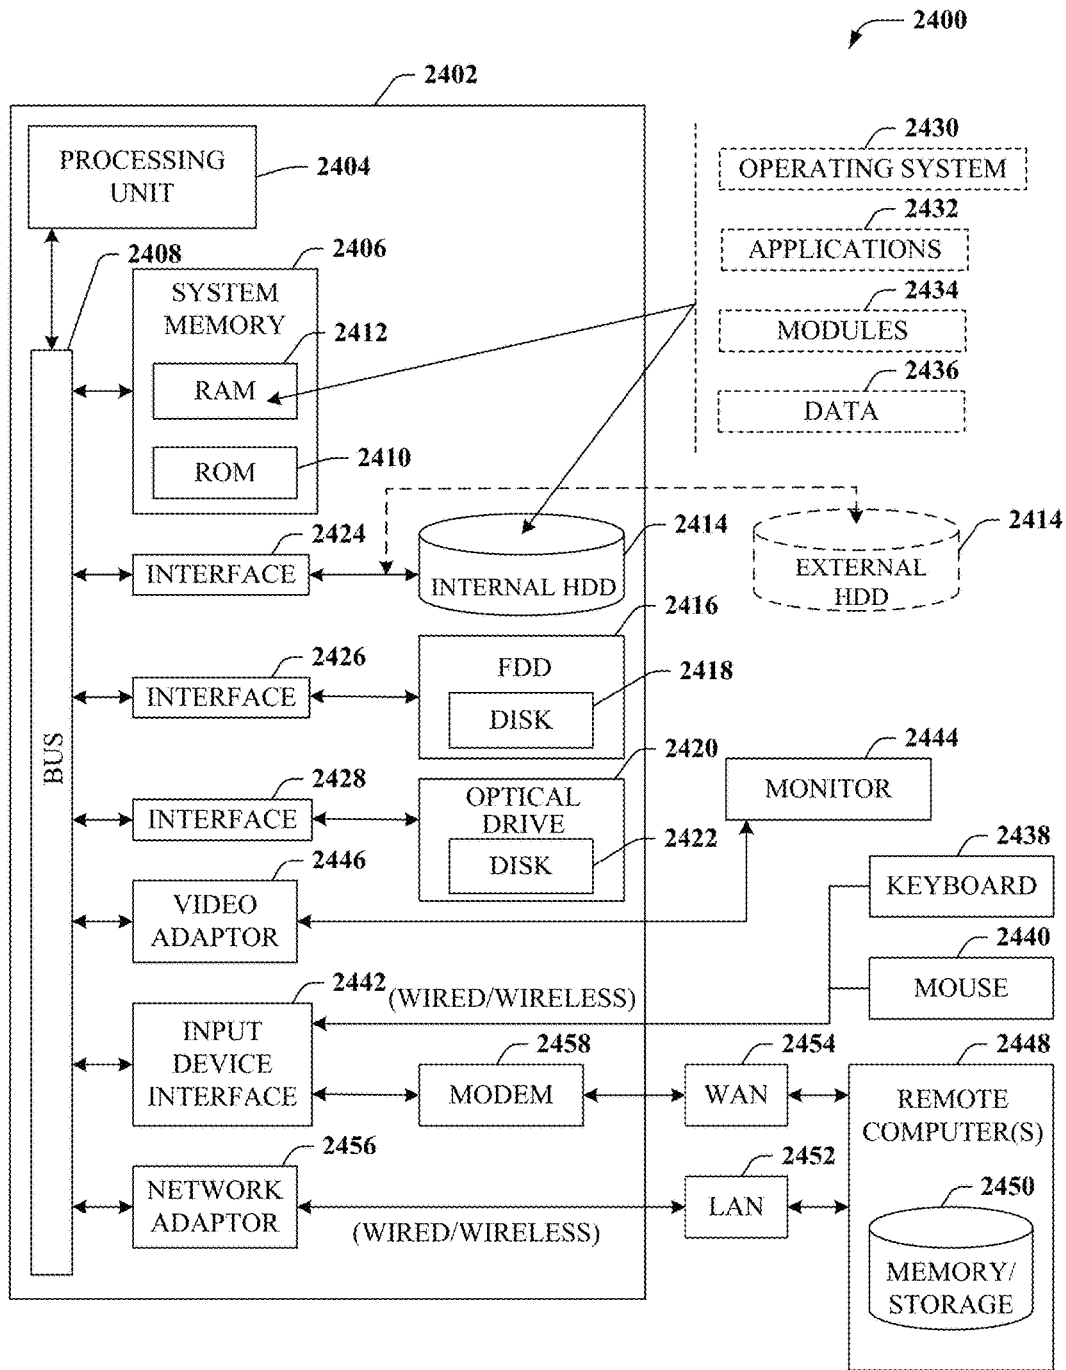 2400
2402
PROCESSING
UNIT
2404
2408
2406
SYSTEM
MEMORY
2412
RAM
ROM
2410
2430
OPERATING SYSTEM
2432
APPLICATIONS
2434
MODULES
2436
DATA
BUS
2424
INTERFACE
2414
INTERNAL HDD
2414
EXTERNAL
HDD
2426
INTERFACE
2416
FDD
2418
DISK
2428
INTERFACE
2420
OPTICAL
DRIVE
2422
DISK
2444
MONITOR
2446
VIDEO
ADAPTOR
2438
KEYBOARD
2440
MOUSE
2442
INPUT
DEVICE
INTERFACE
(WIRED/WIRELESS)
2458
MODEM
2454
WAN
2448
REMOTE
COMPUTER(S)
2456
NETWORK
ADAPTOR
(WIRED/WIRELESS)
2452
LAN
2450
MEMORY/
STORAGE